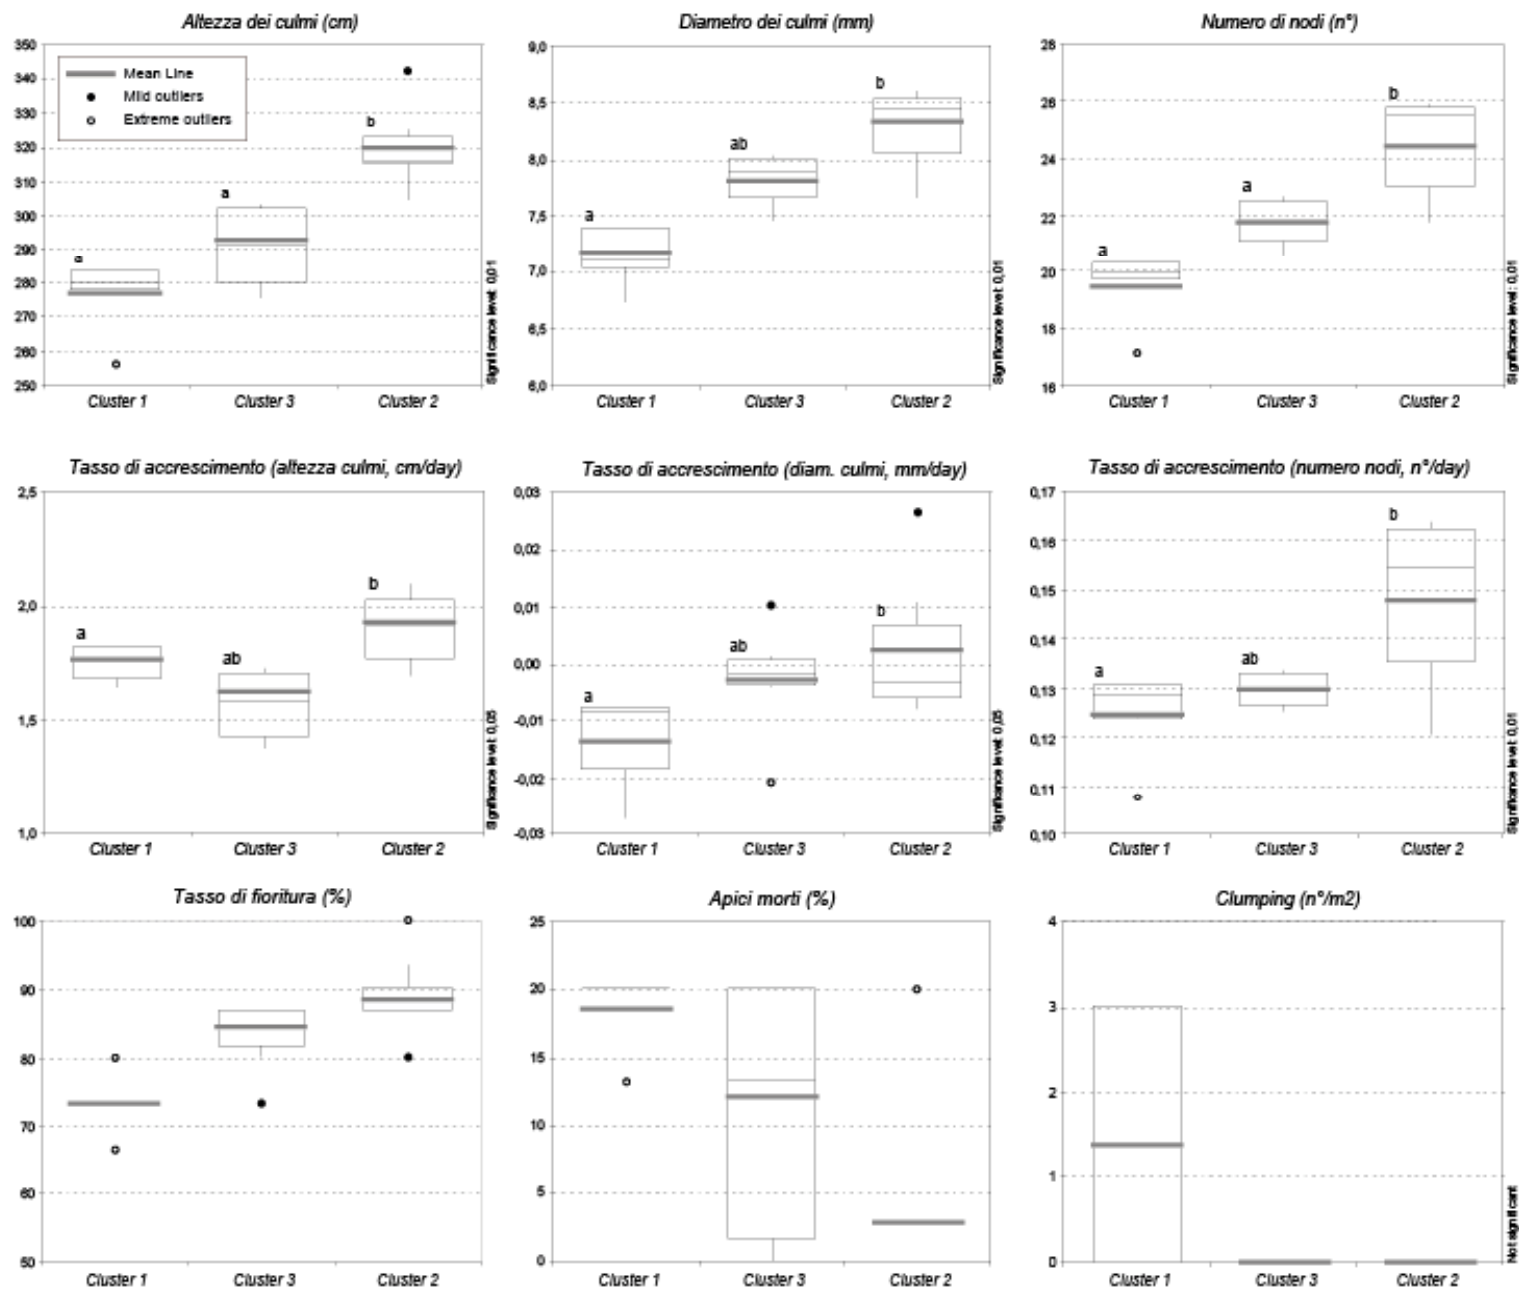 Altezza dei culmi (cm)
350
340
330
320
310
300
290
280
270
260
250
Mean Line
Mild outliers
Extreme outliers
a
a
b
Cluster 1
Cluster 3
Cluster 2
Significance level: 0,01
Diametro dei culmi (mm)
9,0
8,5
8,0
7,5
7,0
6,5
6,0
a
ab
b
Cluster 1
Cluster 3
Cluster 2
Significance level: 0,01
Numero di nodi (n°)
28
26
24
22
20
18
16
a
a
b
Cluster 1
Cluster 3
Cluster 2
Significance level: 0,01
Tasso di accrescimento (altezza culmi, cm/day)
2,5
2,0
1,5
1,0
a
ab
b
Cluster 1
Cluster 3
Cluster 2
Significance level: 0,05
Tasso di accrescimento (diam. culmi, mm/day)
0,03
0,02
0,01
0,00
-0,01
-0,02
-0,03
a
ab
b
Cluster 1
Cluster 3
Cluster 2
Significance level: 0,05
Tasso di accrescimento (numero nodi, n°/day)
0,17
0,16
0,15
0,14
0,13
0,12
0,11
0,10
a
ab
b
Cluster 1
Cluster 3
Cluster 2
Significance level: 0,01
Tasso di fioritura (%)
100
90
80
70
60
50
Cluster 1
Cluster 3
Cluster 2
Apici morti (%)
25
20
15
10
5
0
Cluster 1
Cluster 3
Cluster 2
Clumping (n°/m2)
4
3
2
1
0
Cluster 1
Cluster 3
Cluster 2
Not significant